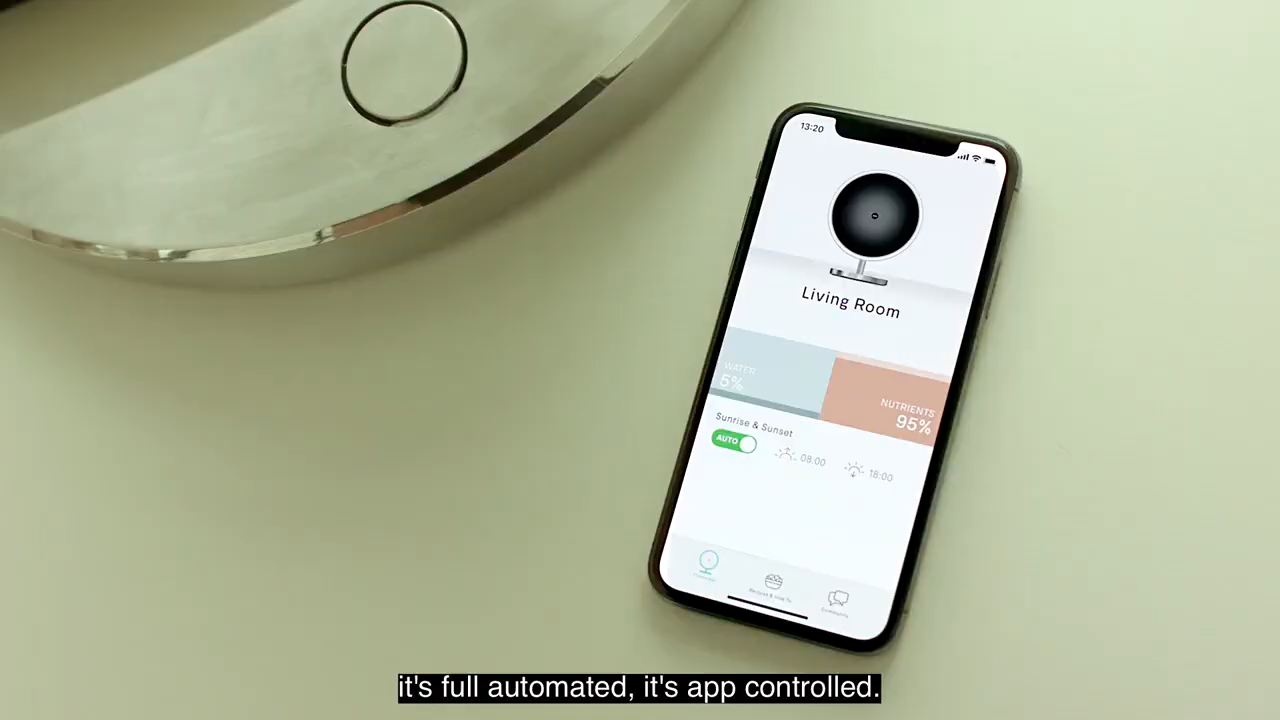 13:20
Living Room
WATER
5%
NUTRIENTS
95%
Sunrise & Sunset
AUTO
08:00
18:00
Community
it's full automated, it's app controlled.